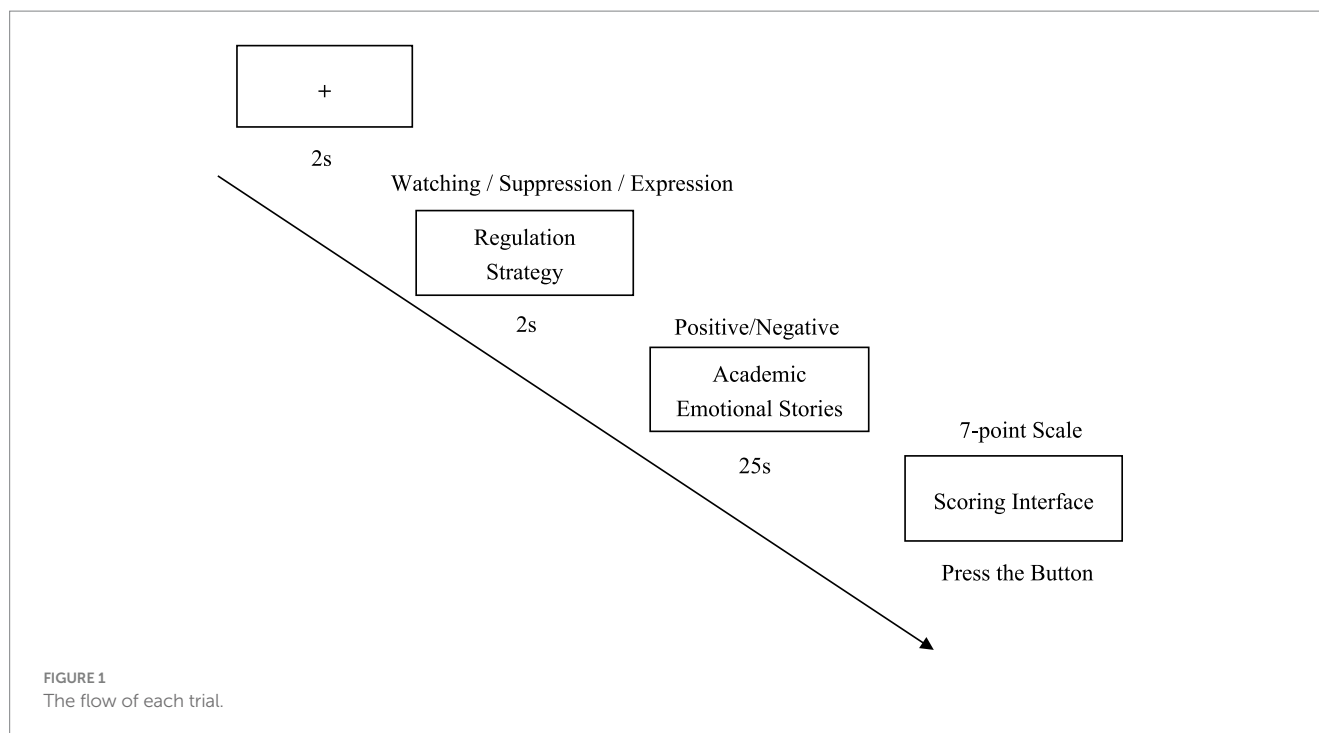 +
2s
Watching / Suppression / Expression
Regulation
Strategy
2s
Positive/Negative
Academic
Emotional Stories
25s
7-point Scale
Scoring Interface
Press the Button
FIGURE 1
The flow of each trial.